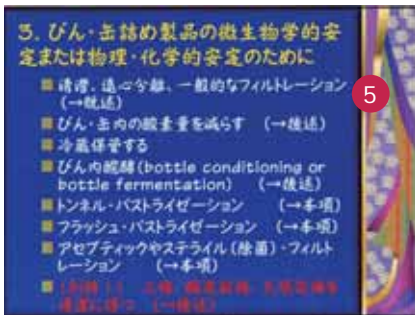 3. びん・缶詰め製品の微生物学的安
定または物理・化学的安定のために
清澄、遠心分離、一般的なフィルトレーション
(→既述)
びん・缶内の酸素量を減らす (→後述)
冷蔵保管する
びん内醗酵(bottle conditioning or
bottle fermentation) (→後述)
トンネル・パストライゼーション (→本項)
フラッシュ・パストライゼーション (→本項)
アセプティックやステライル(除菌)・フィルト
レーション (→本項)
(→後述)
5